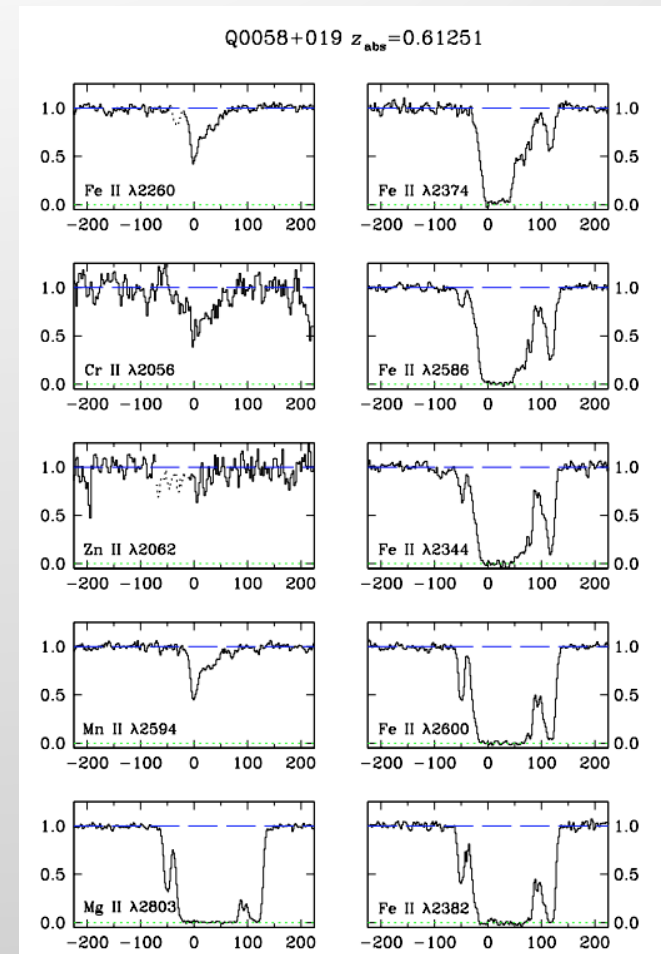 Q0058+019 z_abs=0.61251
1.0 0.5 0.0 Fe II λ2260
-200 -100 0 100 200
1.0 0.5 0.0 Fe II λ2374
-200 -100 0 100 200
1.0 0.5 0.0 Cr II λ2056
-200 -100 0 100 200
1.0 0.5 0.0 Fe II λ2586
-200 -100 0 100 200
1.0 0.5 0.0 Zn II λ2062
-200 -100 0 100 200
1.0 0.5 0.0 Fe II λ2344
-200 -100 0 100 200
1.0 0.5 0.0 Mn II λ2594
-200 -100 0 100 200
1.0 0.5 0.0 Fe II λ2600
-200 -100 0 100 200
1.0 0.5 0.0 Mg II λ2803
-200 -100 0 100 200
1.0 0.5 0.0 Fe II λ2382
-200 -100 0 100 200